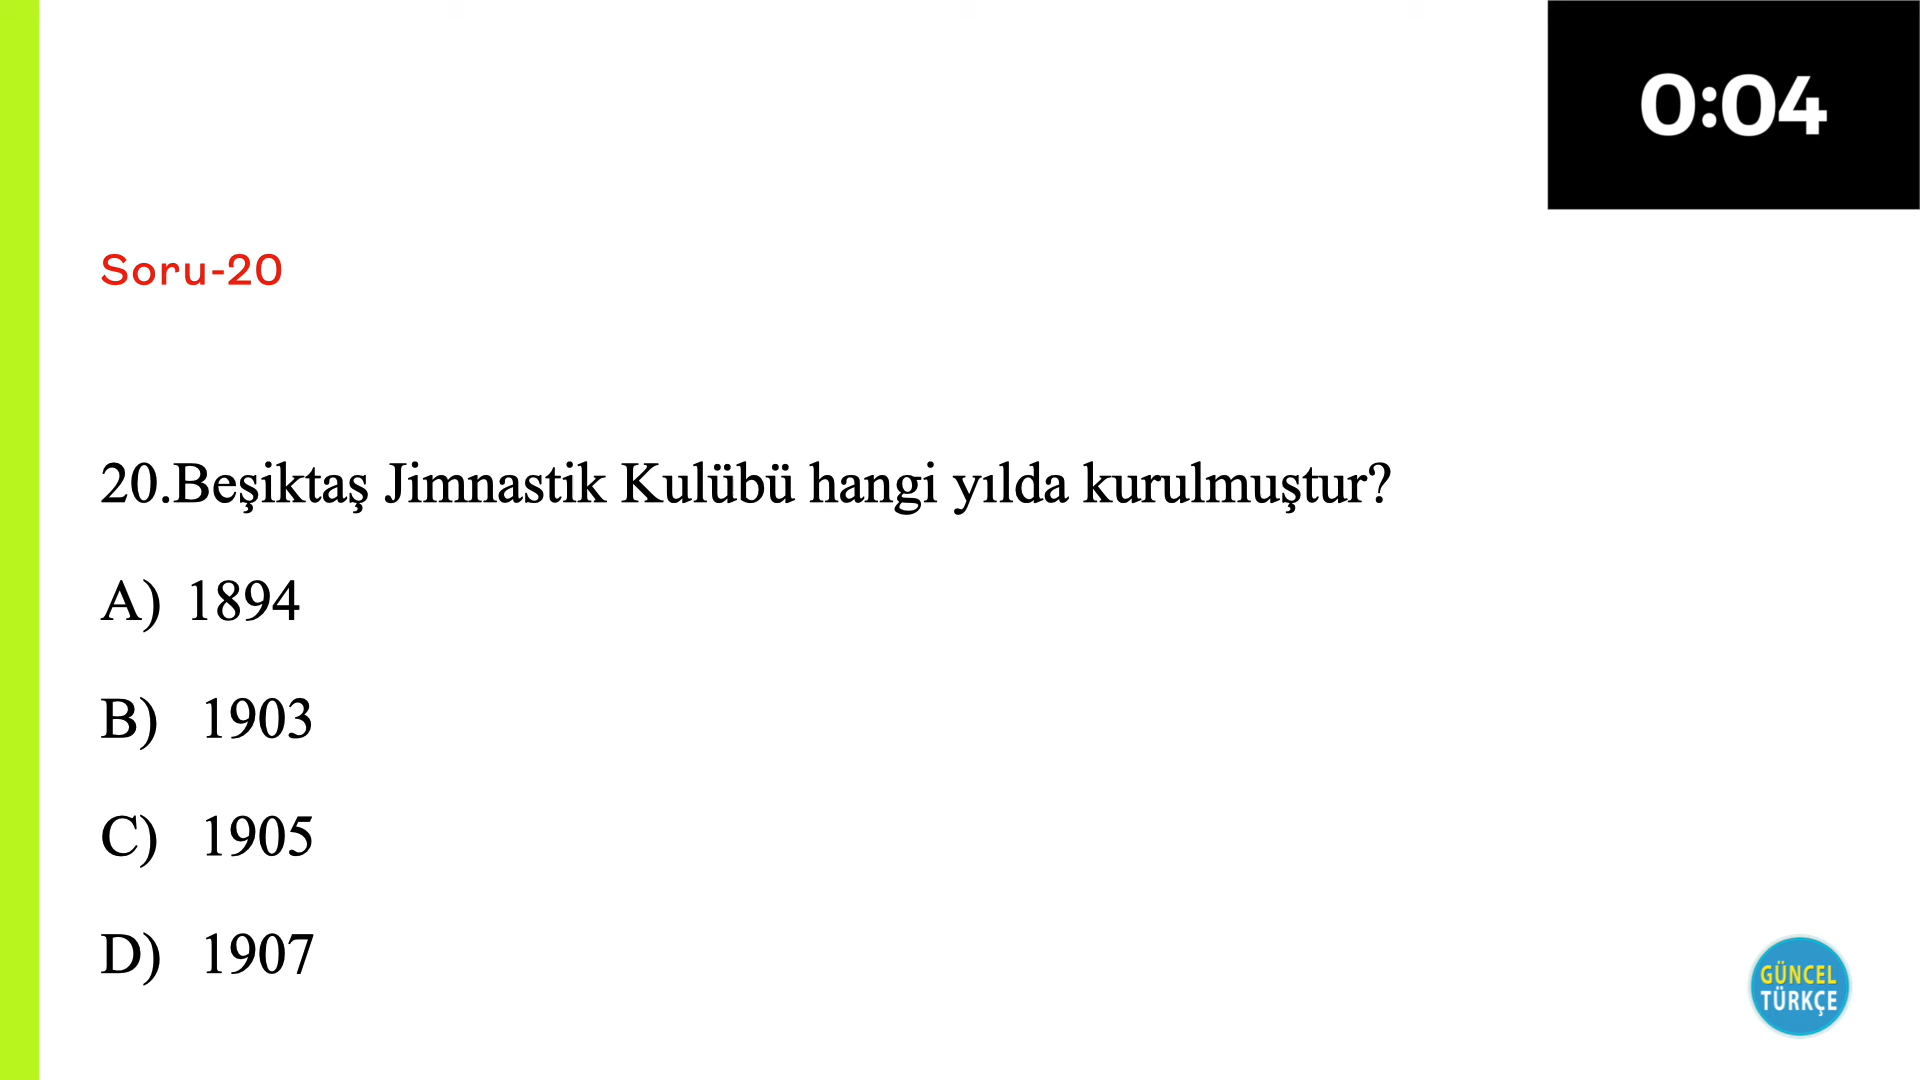 0:04
Soru-20
20.Beşiktaş Jimnastik Kulübü hangi yılda kurulmuştur?
A) 1894
B) 1903
C) 1905
D) 1907
GÜNCEL
TÜRKÇE